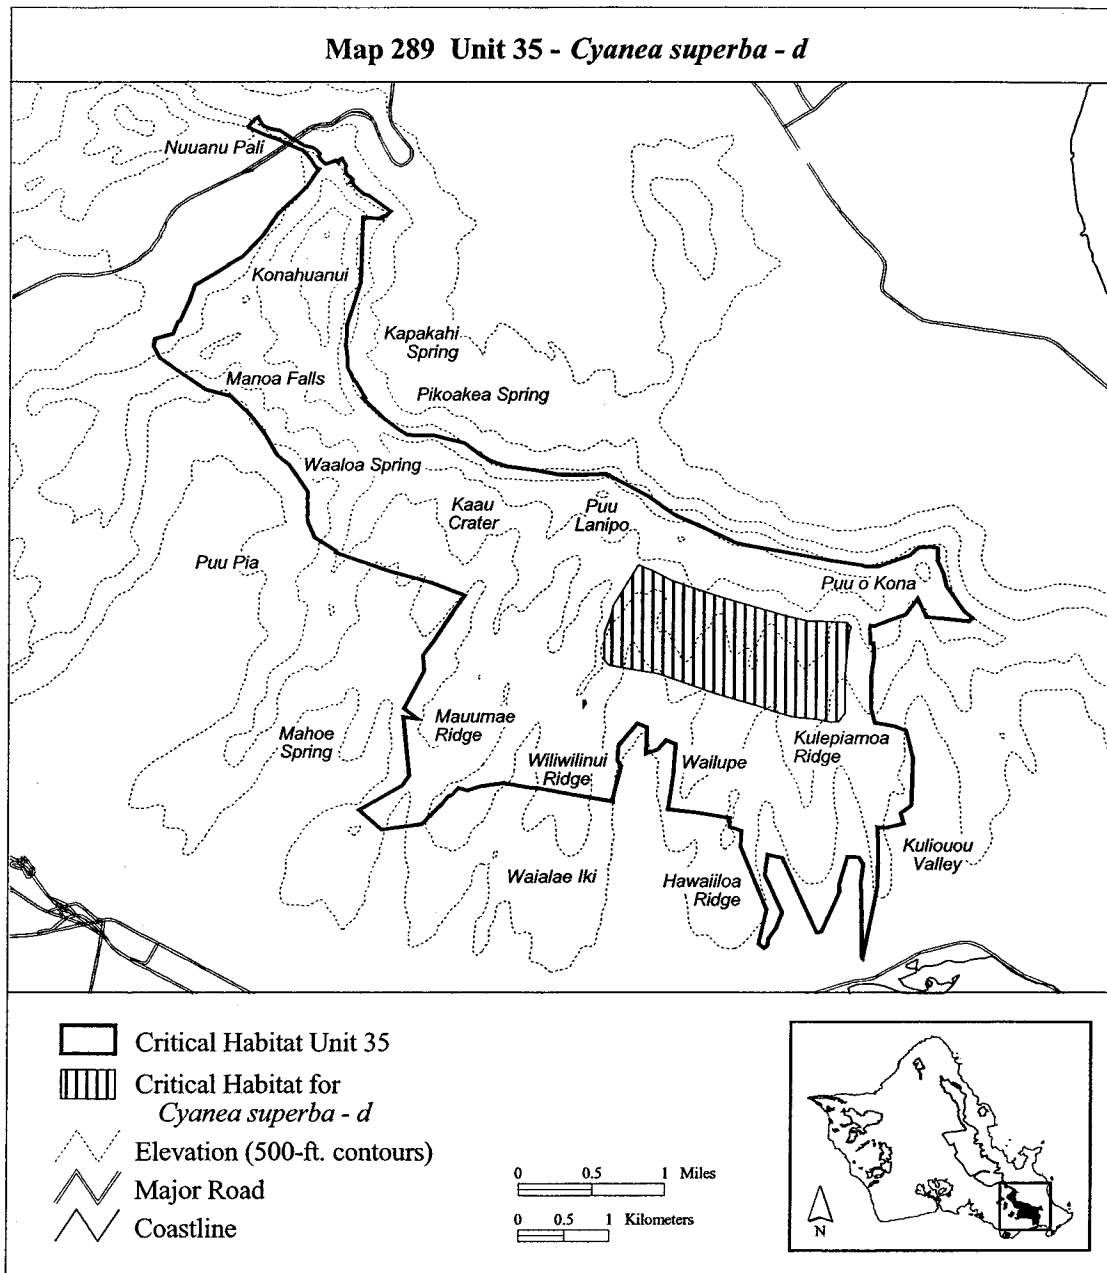 Map 289 Unit 35 - Cyanea superba - d
Nuuanu Pali
Konahuanui
Kapakahi
Spring
Manoa Falls
Pikoakea Spring
Waaloa Spring
Kaau
Crater
Puu
Lanipo
Puu Pia
Puu o Kona
Mauumae
Ridge
Mahoe
Spring
Wiliwilinui
Ridge
Wailupe
Kulepiamoa
Ridge
Kuliouou
Valley
Waialae Iki
Hawaiiloa
Ridge
Critical Habitat Unit 35
Critical Habitat for
Cyanea superba - d
Elevation (500-ft. contours)
Major Road
Coastline
0 0.5 1 Miles
0 0.5 1 Kilometers
N